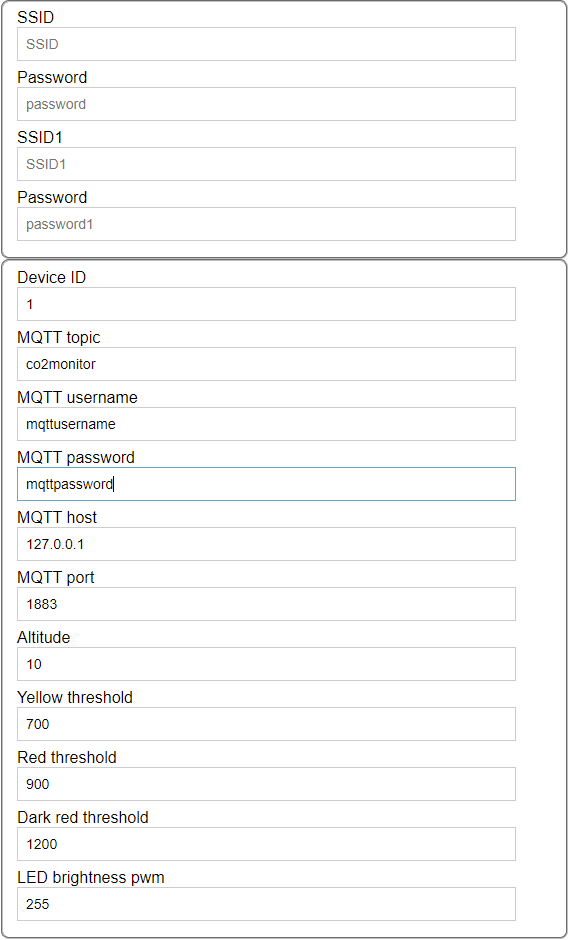 SSID
SSID
Password
password
SSID1
SSID1
Password
password1
Device ID
1
MQTT topic
co2monitor
MQTT username
mqttusername
MQTT password
mqttpassword
MQTT host
127.0.0.1
MQTT port
1883
Altitude
10
Yellow threshold
700
Red threshold
900
Dark red threshold
1200
LED brightness pwm
255